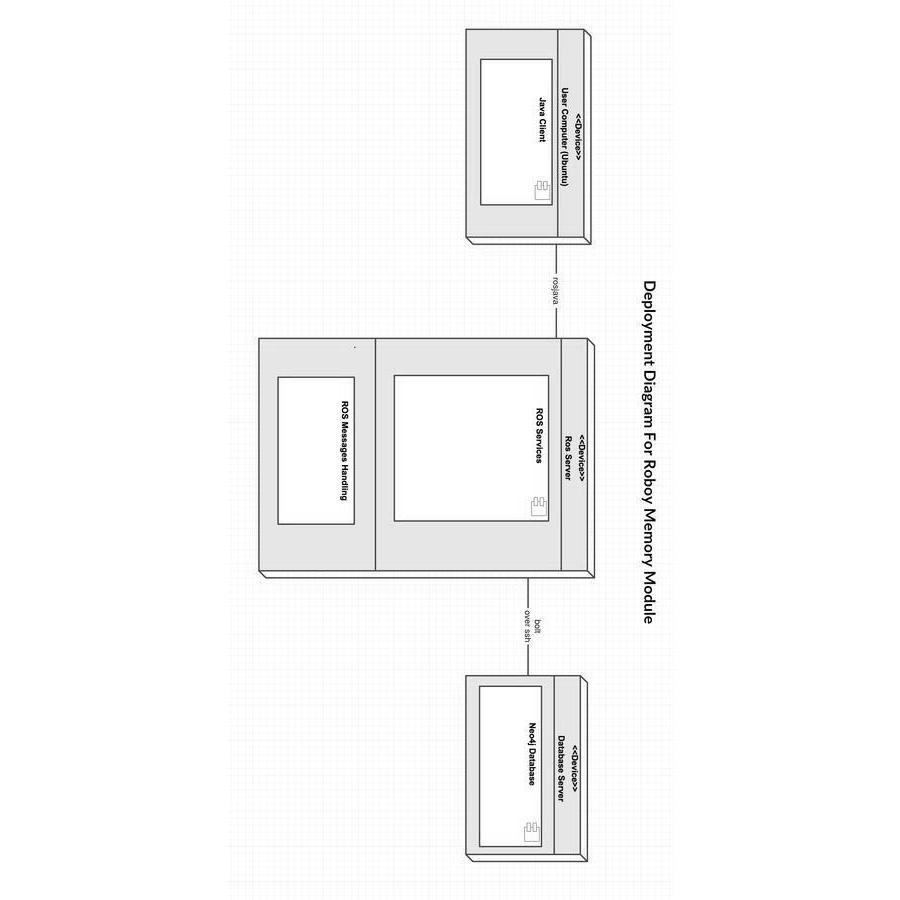 Deployment Diagram For Roboy Memory Module
<<Device>>
User Computer (Ubuntu)
Java Client
rosjava
<<Device>>
Ros Server
ROS Services
ROS Messages Handling
bolt
over ssh
<<Device>>
Database Server
Neo4j Database